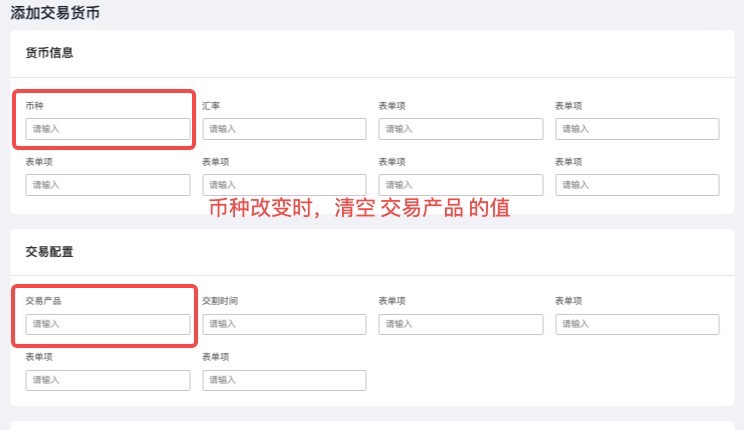 添加交易货币
货币信息
币种 汇率 表单项 表单项
请输入 请输入 请输入 请输入
表单项 表单项 表单项 表单项
请输入 请输入 请输入 请输入
币种改变时，清空 交易产品 的值
交易配置
交易产品 交割时间 表单项 表单项
请输入 请输入 请输入 请输入
表单项 表单项
请输入 请输入